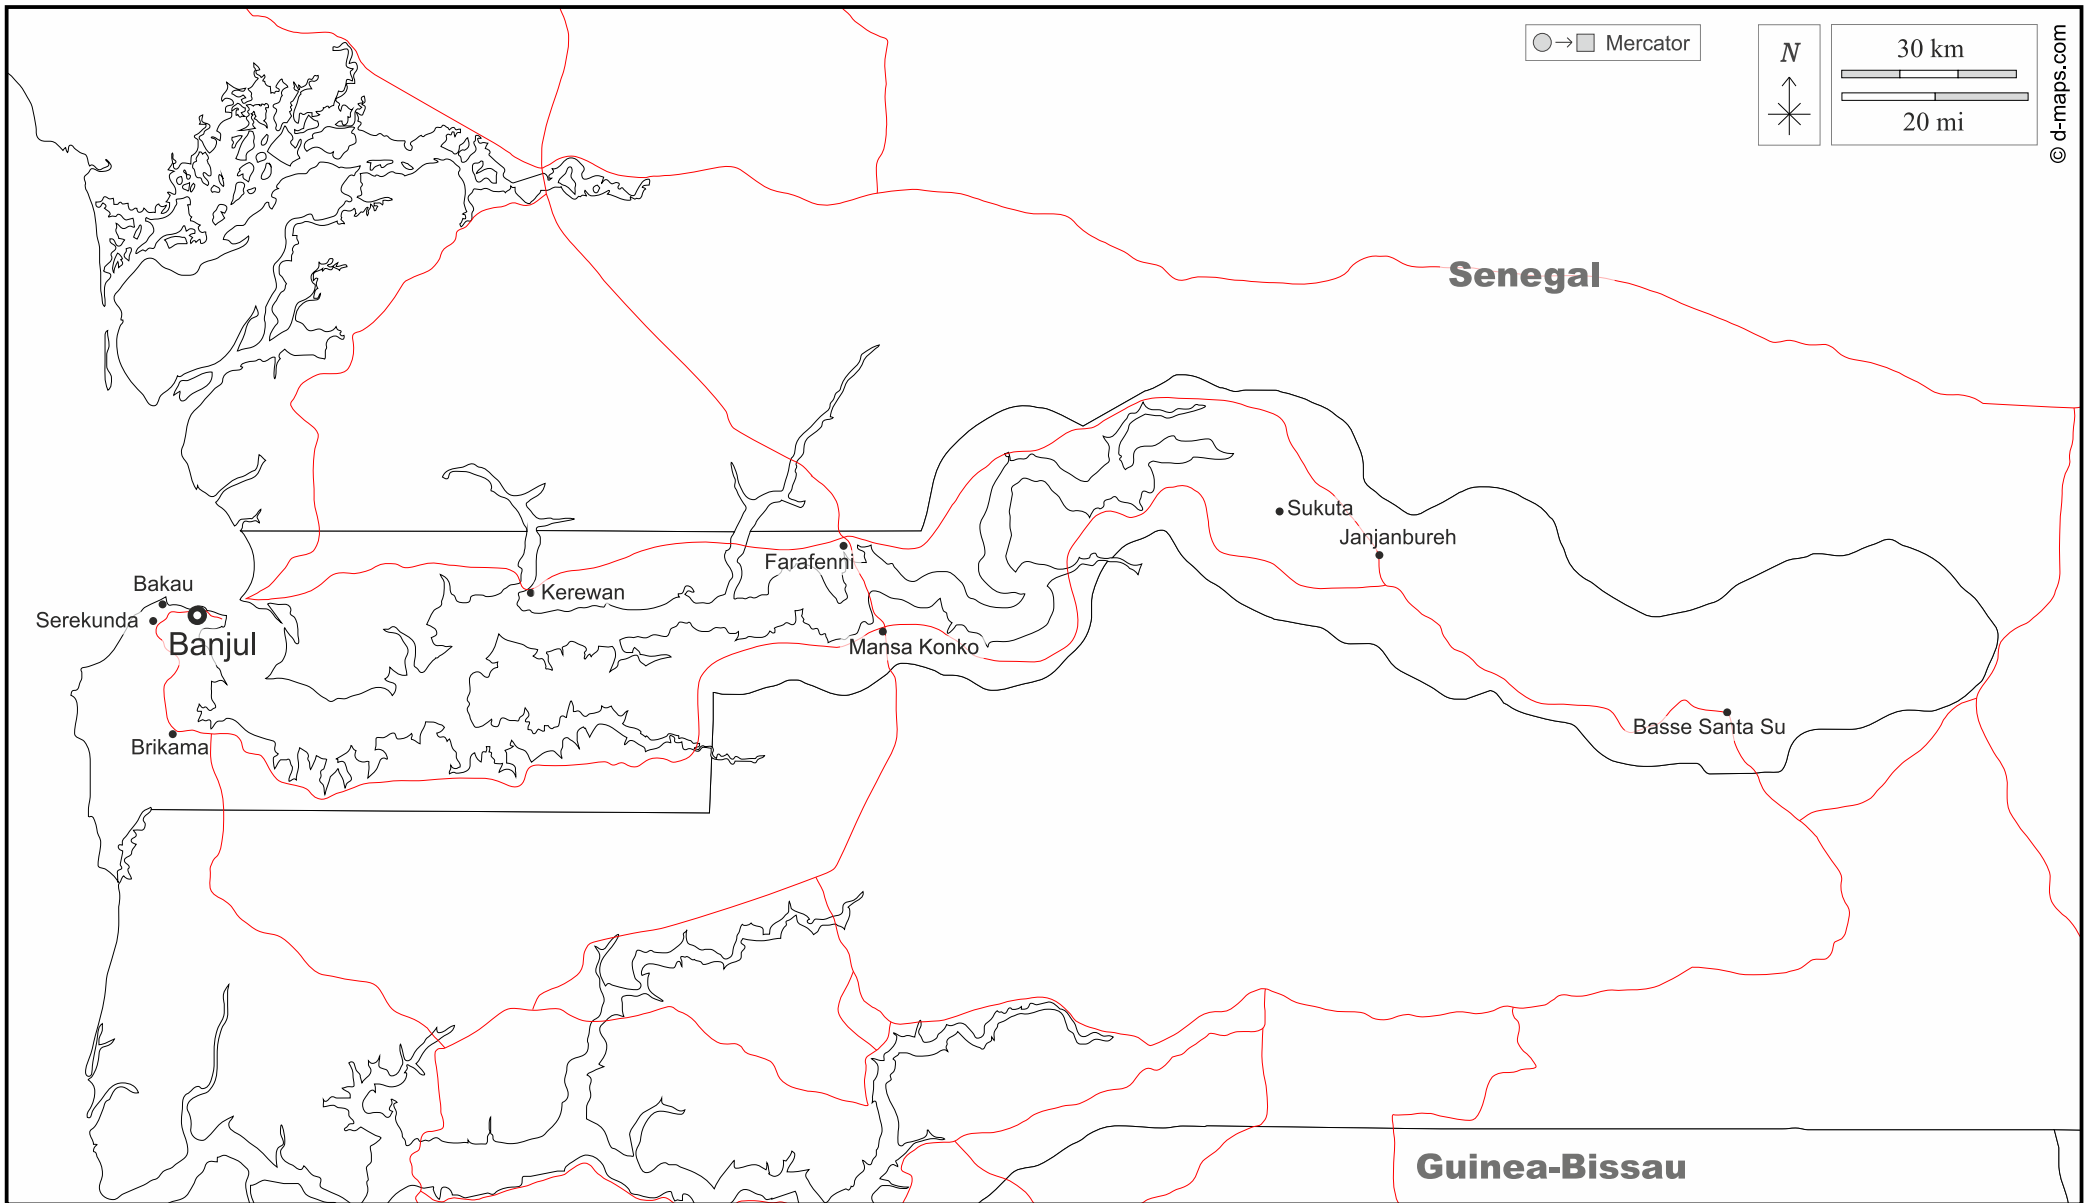 Mercator
N
30 km
20 mi
© d-maps.com
Senegal
Sukuta
Janjanbureh
Farafenni
Bakau
Kerewan
Serekunda
Banjul
Mansa Konko
Basse Santa Su
Brikama
Guinea-Bissau